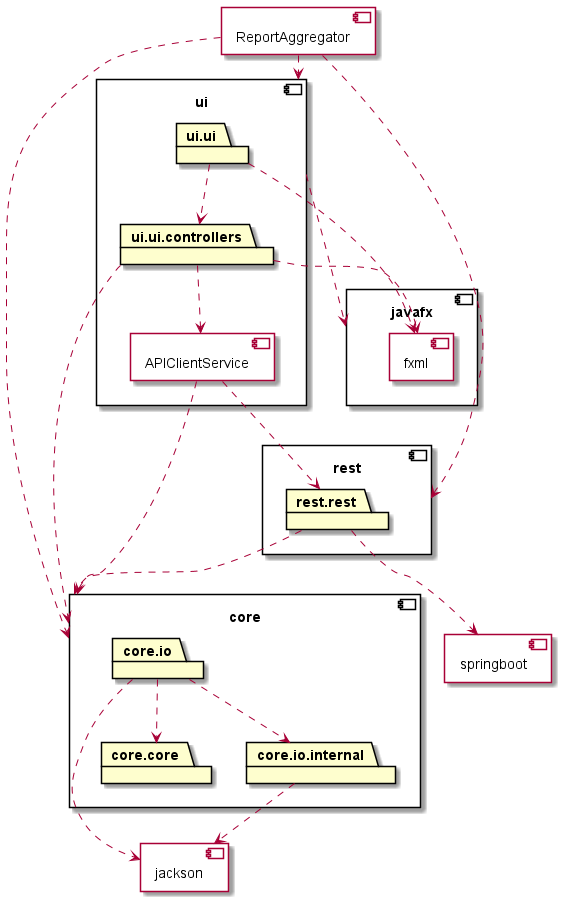 ReportAggregator
ui
ui.ui
ui.ui.controllers
javafx
APIClientService
fxml
rest
rest.rest
core
core.io
springboot
core.core
core.io.internal
jackson